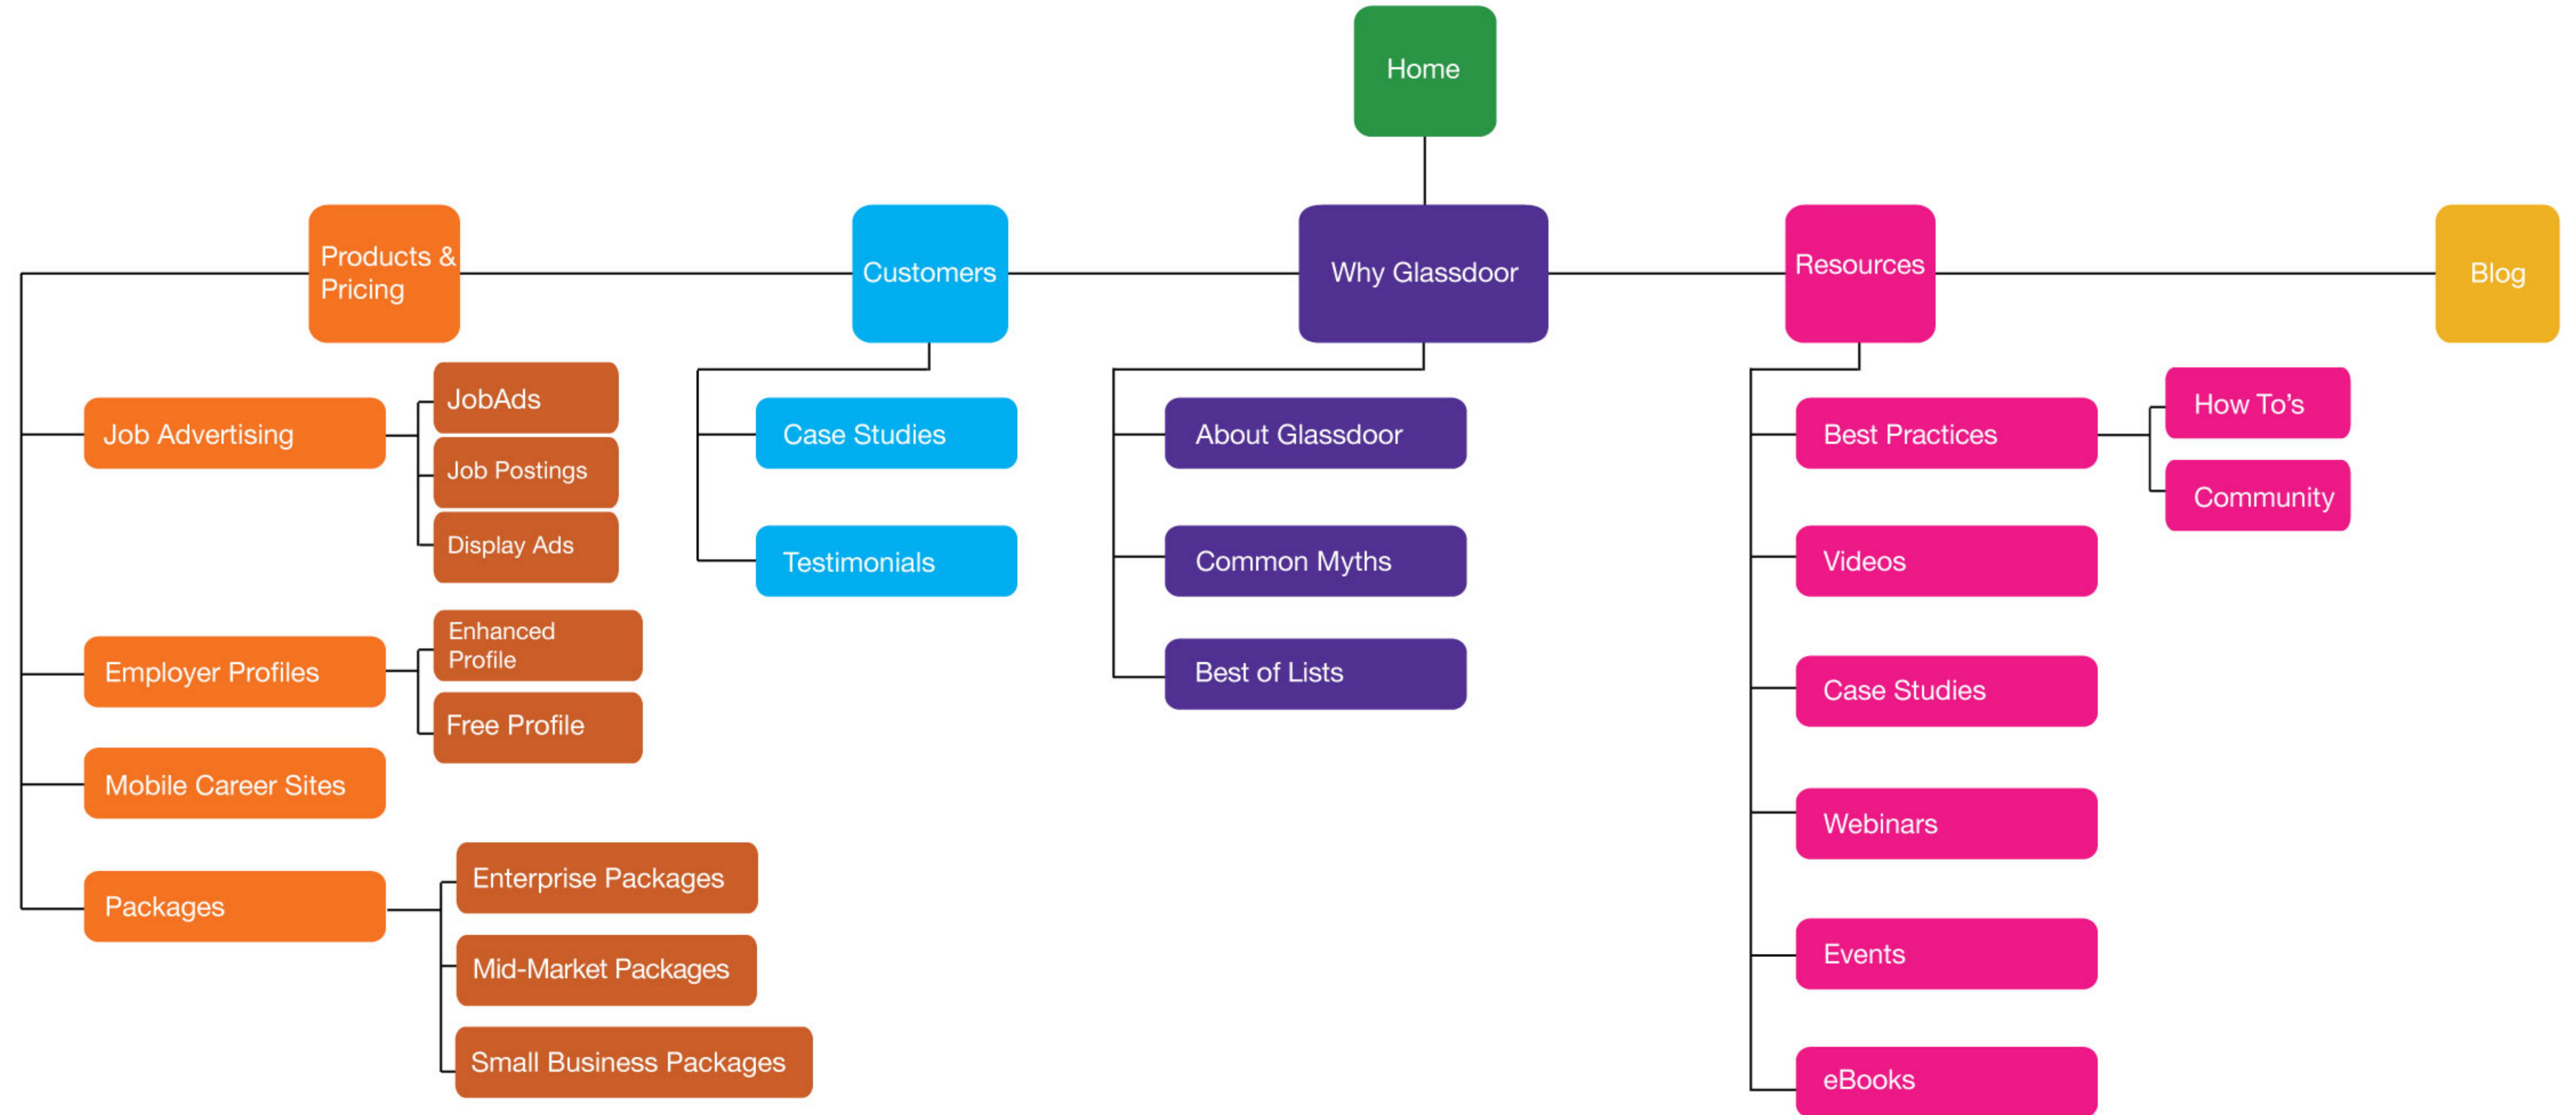 Home
Products &
Pricing
Customers
Why Glassdoor
Resources
Blog
Job Advertising
JobAds
Job Postings
Display Ads
Employer Profiles
Enhanced
Profile
Free Profile
Mobile Career Sites
Packages
Enterprise Packages
Mid-Market Packages
Small Business Packages
Case Studies
Testimonials
About Glassdoor
Common Myths
Best of Lists
Best Practices
How To’s
Community
Videos
Case Studies
Webinars
Events
eBooks